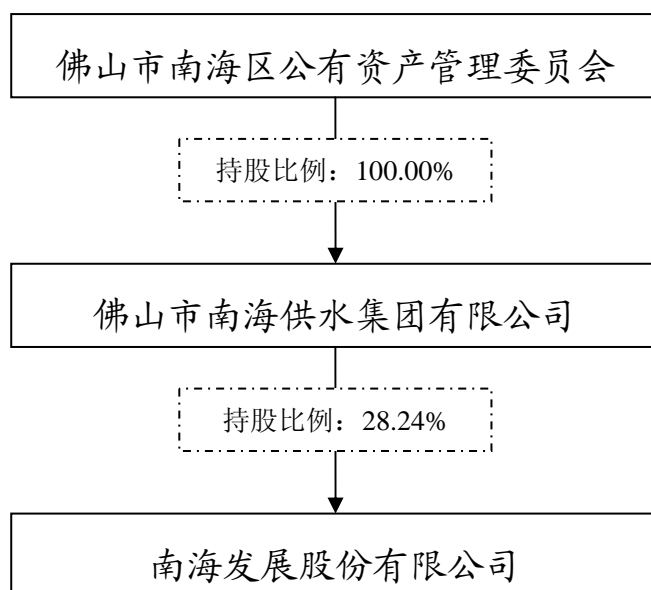 佛山市南海区公有资产管理委员会
持股比例：100.00%
佛山市南海供水集团有限公司
持股比例：28.24%
南海发展股份有限公司